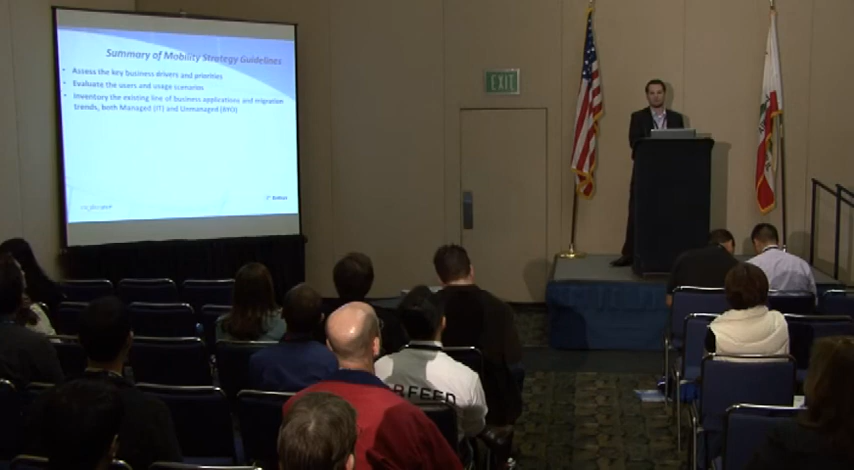 Summary of Mobility Strategy Guidelines
• Assess the key business drivers and priorities
• Evaluate the users and usage scenarios
• Inventory the existing line of business applications and migration
trends, both Managed (IT) and Unmanaged (BYO)
EXIT